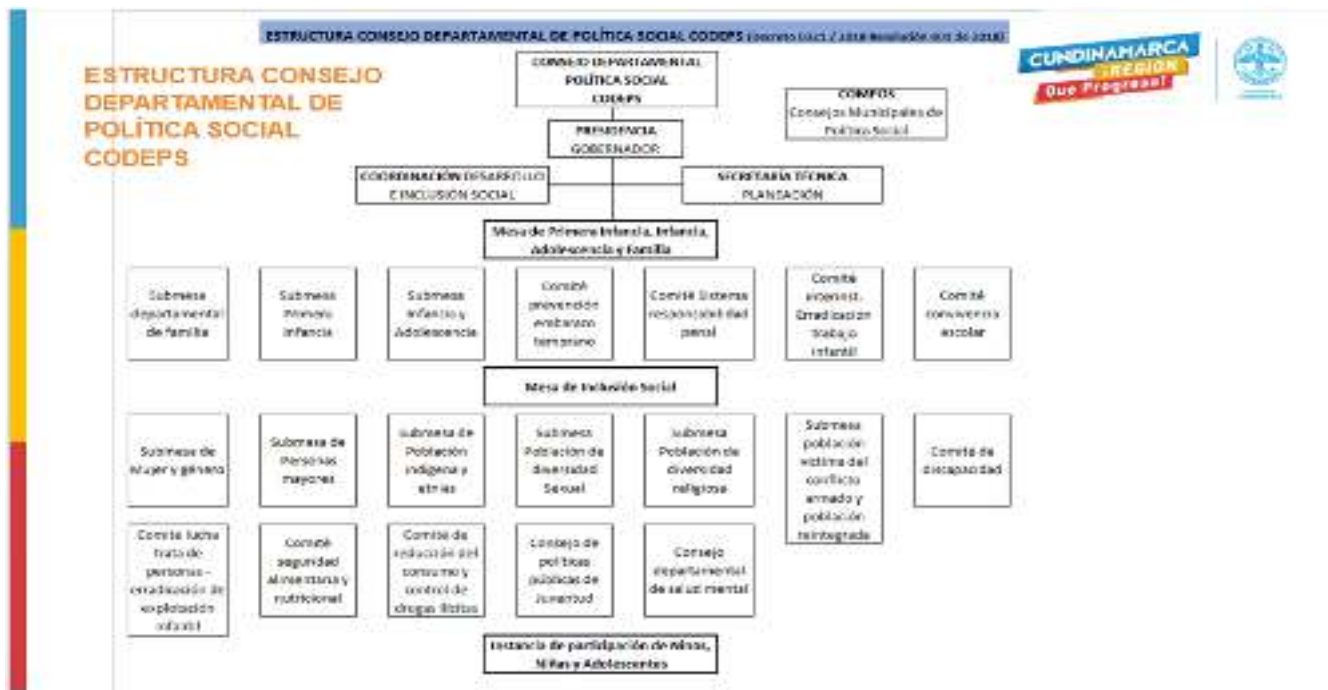 ESTRUCTURA CONSEJO DEPARTAMENTAL DE POLÍTICA SOCIAL CODEPS
ESTRUCTURA CONSEJO
DEPARTAMENTAL DE
POLÍTICA SOCIAL
CODEPS
CUNDINAMARCA
¡REGIÓN
Que Progresa!
CONSEJO DEPARTAMENTAL
POLÍTICA SOCIAL
CODEPS
COMPOS
Consejos Municipales de
Política Social
PRESIDENCIA
GOBERNADOR
COORDINACIÓN DESARROLLO
E INCLUSIÓN SOCIAL
SECRETARÍA TÉCNICA
PLANEACIÓN
Mesa de Primera Infancia, Infancia,
Adolescencia y Familia
Submesa
departamental
de familia
Submesa
Primera
Infancia
Submesa
Infancia y
Adolescencia
Comité
prevención
embarazo
temprano
Comité Sistema
responsabilidad
penal
Comité
interinst.
Erradicación
Trabajo
Infantil
Comité
convivencia
escolar
Mesa de Inclusión Social
Submesa de
Mujer y género
Submesa de
Personas
mayores
Submesa de
Población
indígena y
etnias
Submesa
Población de
diversidad
Sexual
Submesa
Población de
diversidad
religiosa
Submesa
población
víctima del
conflicto
armado y
población
reintegrada
Comité de
discapacidad
Comité lucha
trata de
personas -
erradicación de
explotación
infantil
Comité
seguridad
alimentaria y
nutricional
Comité de
reducción del
consumo y
control de
drogas ilícitas
Consejo de
políticas
públicas de
Juventud
Consejo
departamental
de salud mental
Instancia de participación de Niños,
Niñas y Adolescentes